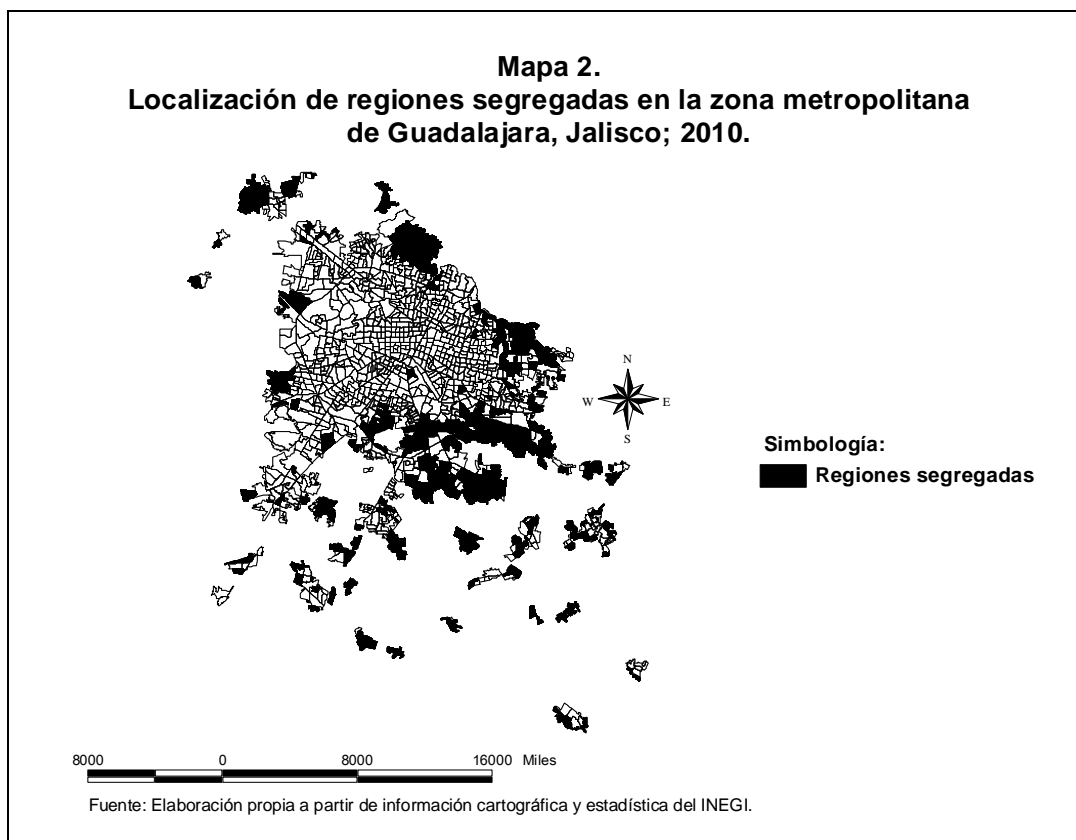 Mapa 2.
Localización de regiones segregadas en la zona metropolitana
de Guadalajara, Jalisco; 2010.
N
W
E
S
Simbología:
Regiones segregadas
8000 0 8000 16000 Miles
Fuente: Elaboración propia a partir de información cartográfica y estadística del INEGI.